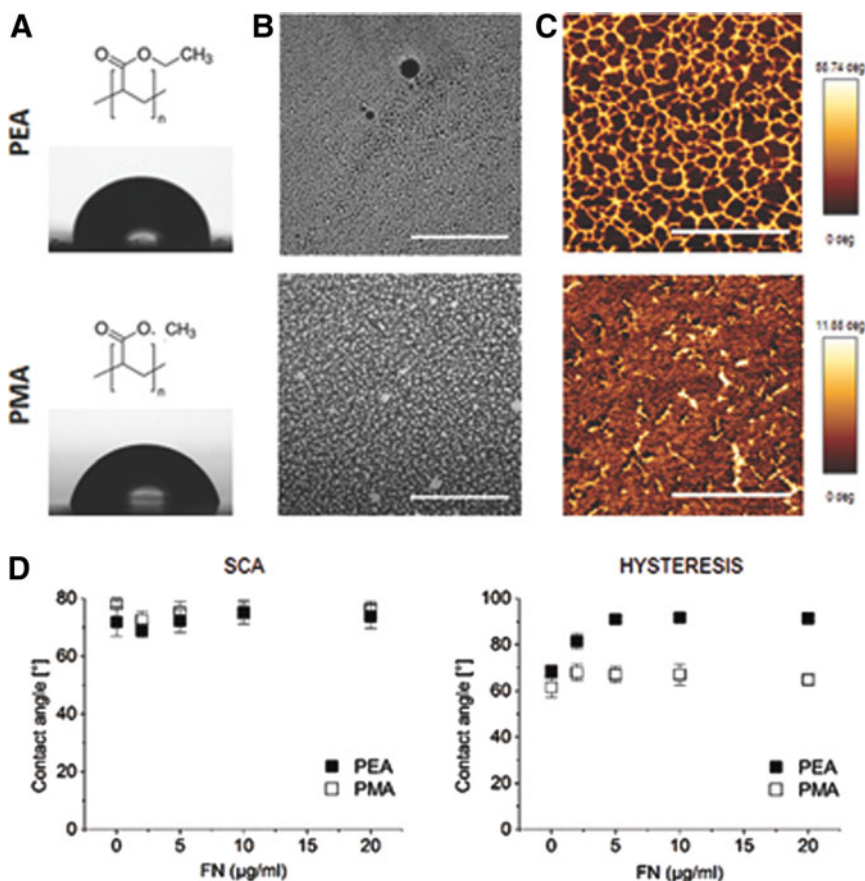 A
B
C
PEA
O
O
CH3
n
56.74 deg
0 deg
PMA
O
O
CH3
n
11.88 deg
0 deg
D
SCA
Contact angle [°]
80
60
40
20
0
PEA
PMA
0 5 10 15 20
FN (µg/ml)
HYSTERESIS
Contact angle [°]
100
80
60
40
20
0
PEA
PMA
0 5 10 15 20
FN (µg/ml)